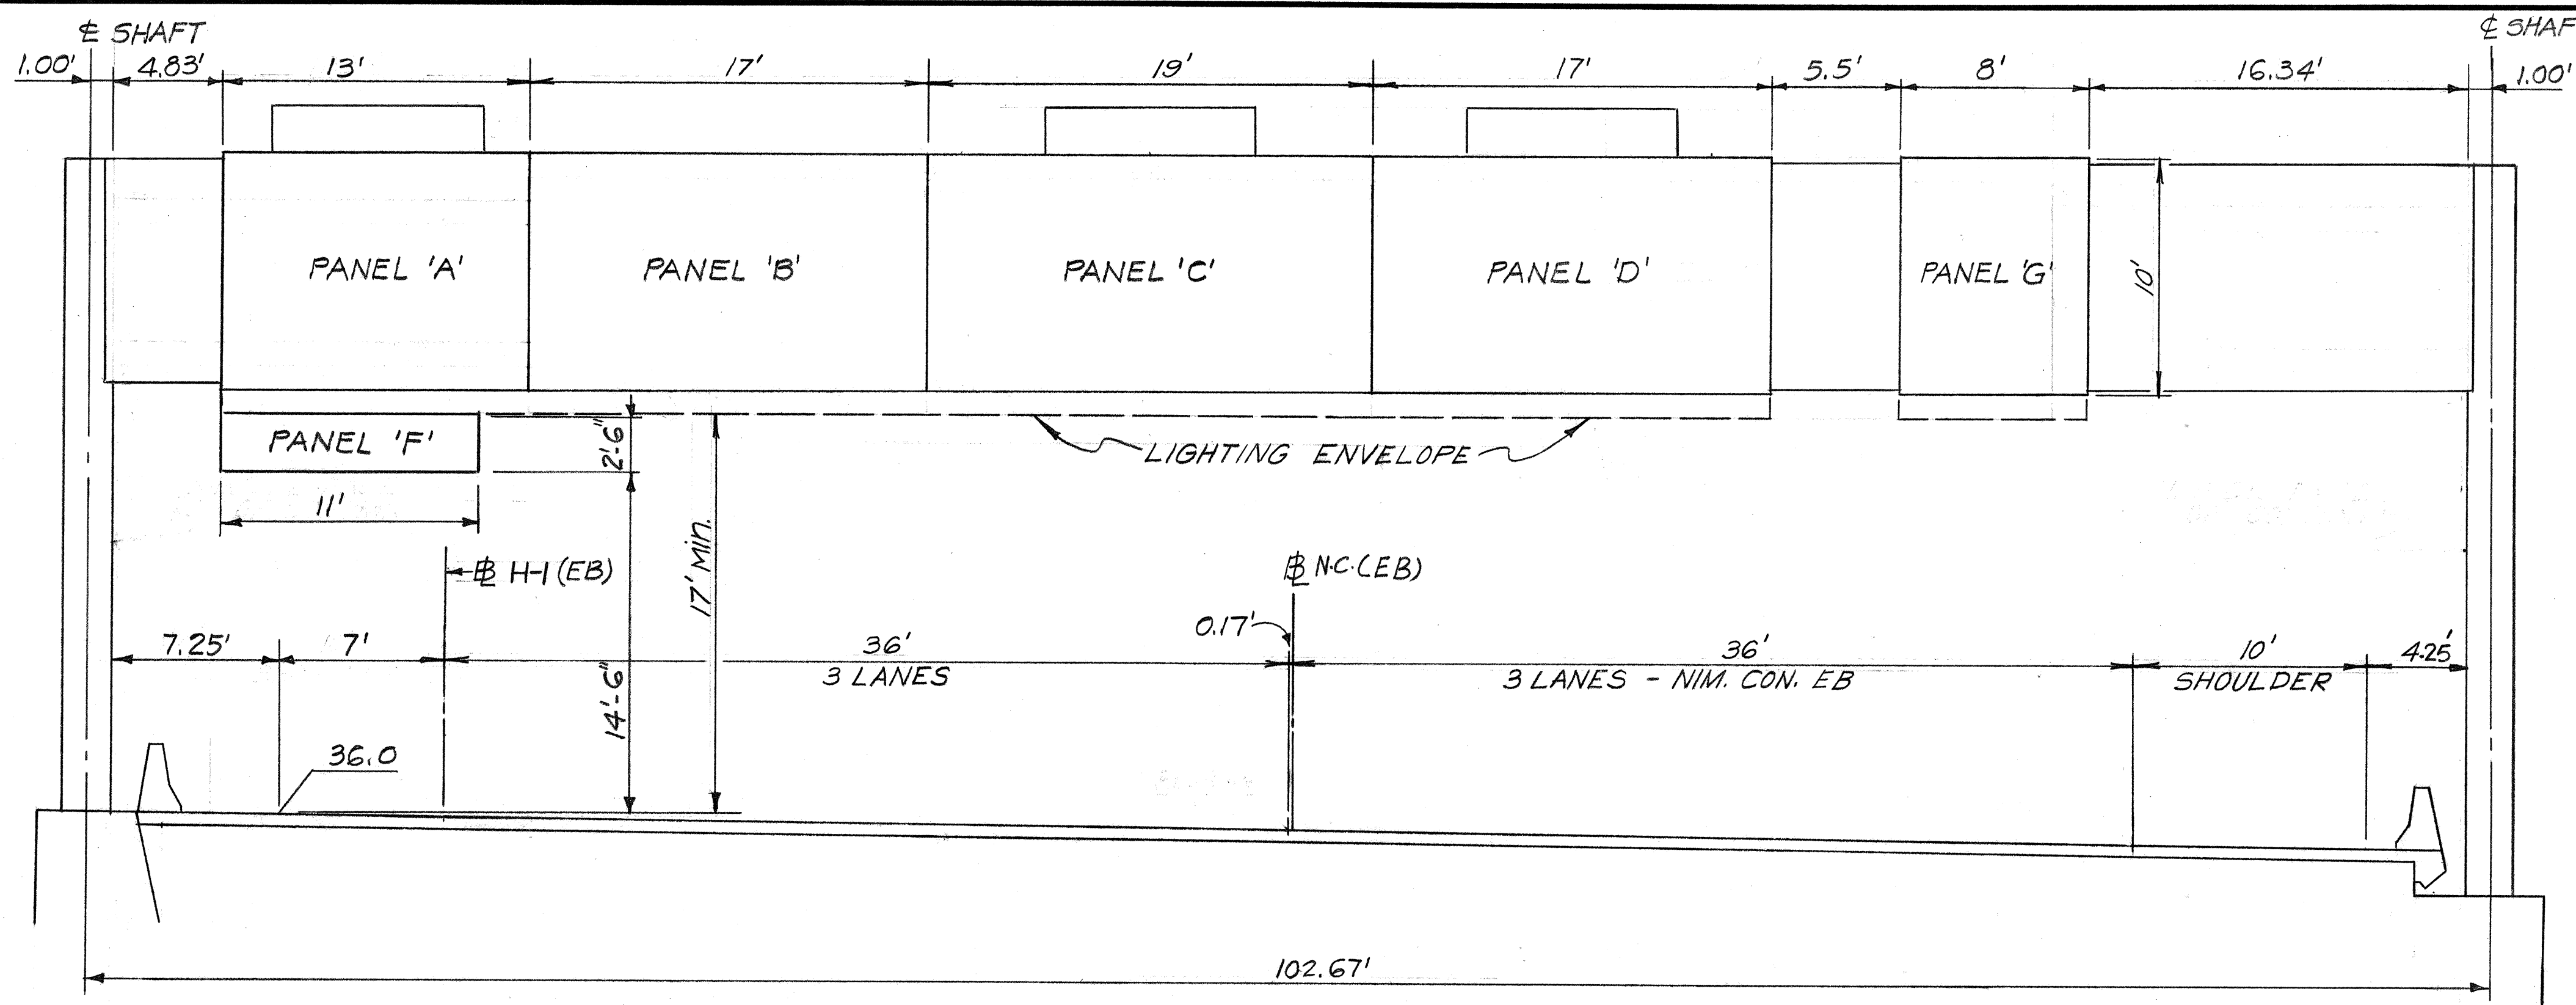 ℄ SHAFT
℄ SHAF
1.00' 4.83' 13' 17' 19' 17' 5.5' 8' 16.34' 1.00'
PANEL 'A' PANEL 'B' PANEL 'C' PANEL 'D' PANEL 'G' 10'
PANEL 'F' 2'-6"
LIGHTING ENVELOPE
11'
17' Min.
BL H-1 (EB)
BL N.C. (EB)
0.17'
7.25' 7' 36' 36' 10' 4.25'
3 LANES 3 LANES - NIM. CON. EB SHOULDER
14'-6"
36.0
102.67'